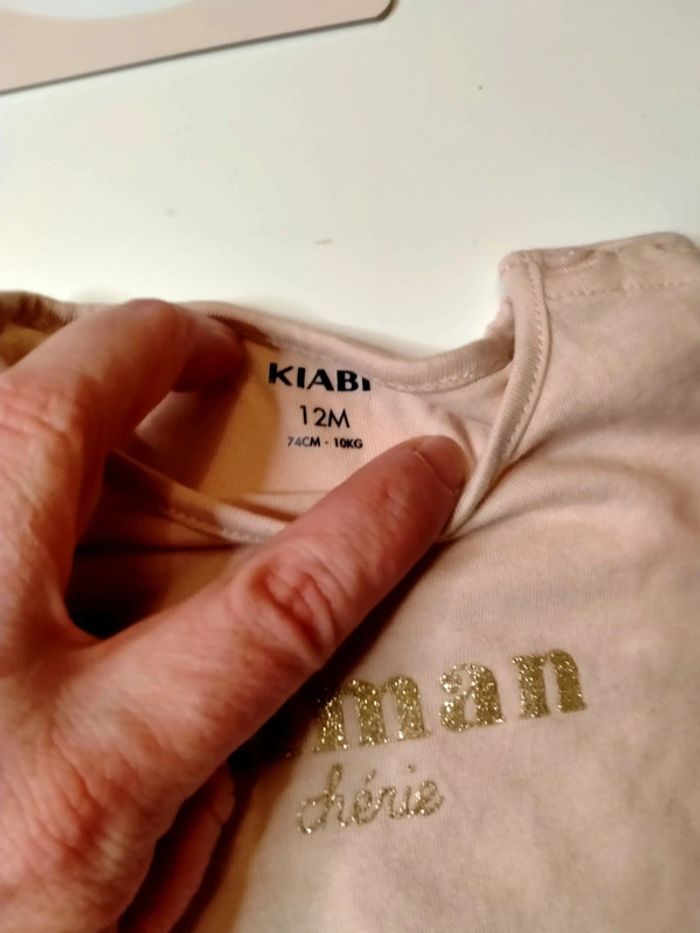 KIABI
12M
74CM - 10KG
man
chérie